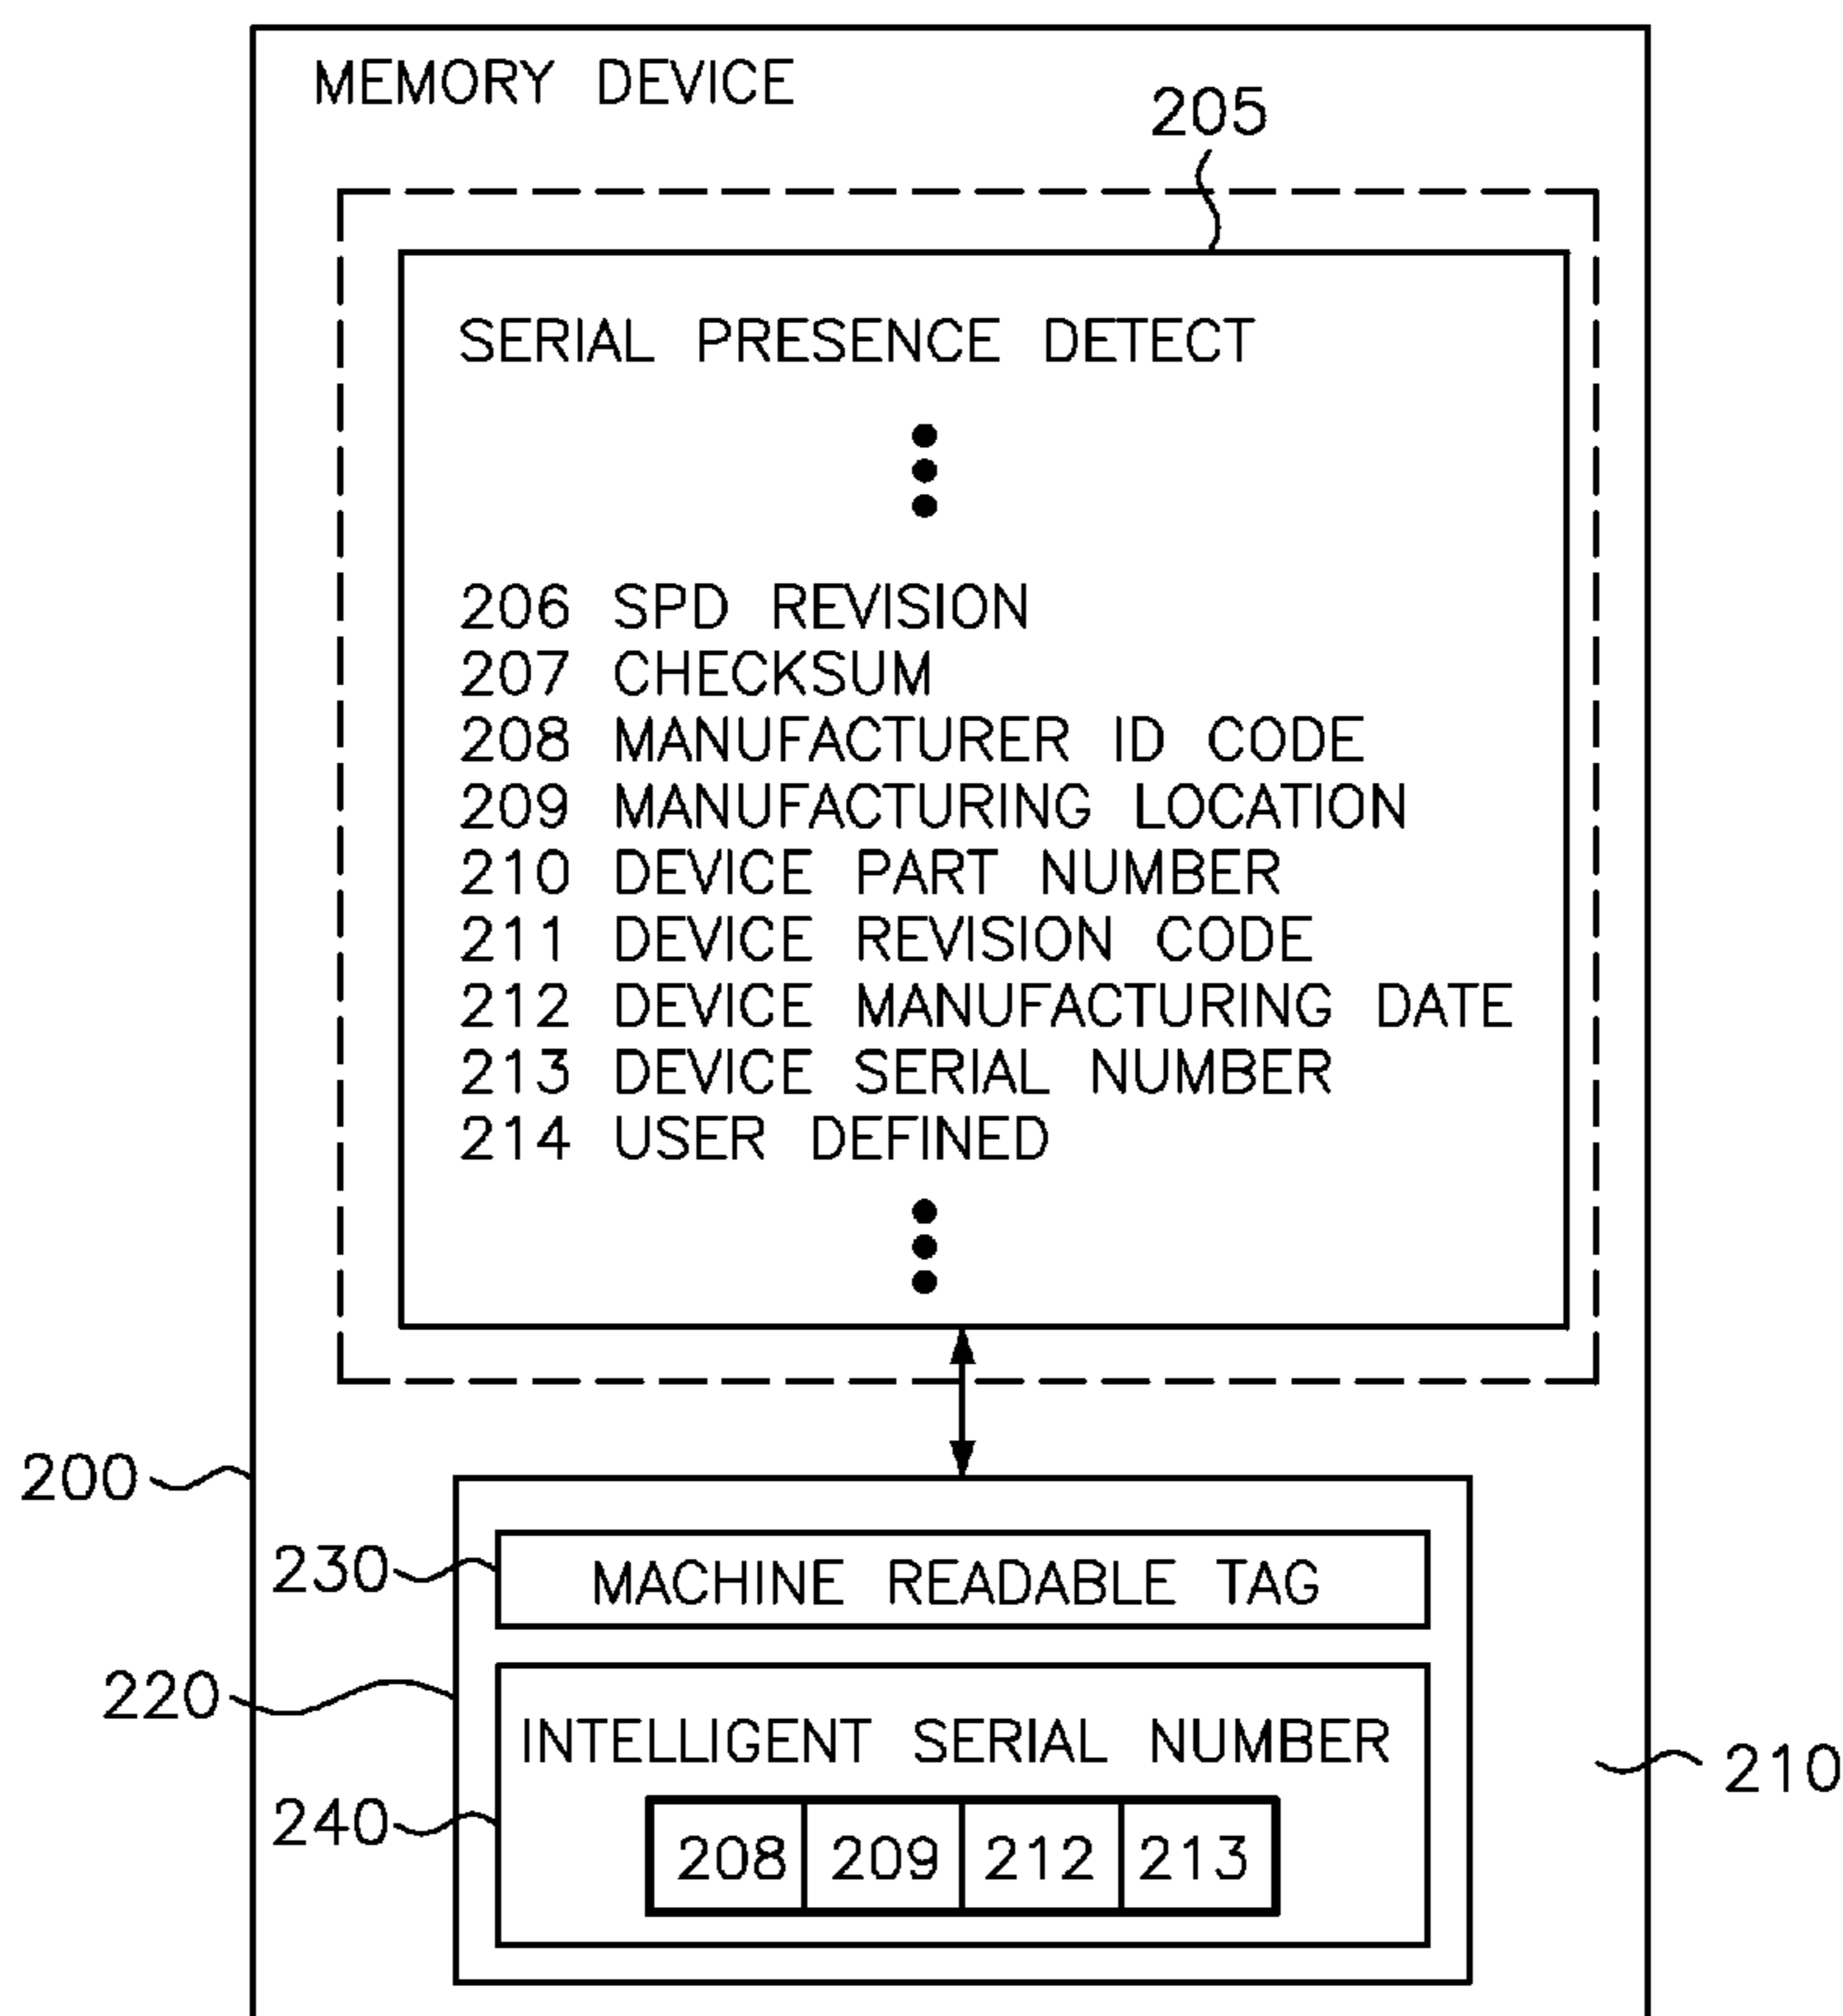 MEMORY DEVICE
205
SERIAL PRESENCE DETECT
206 SPD REVISION
207 CHECKSUM
208 MANUFACTURER ID CODE
209 MANUFACTURING LOCATION
210 DEVICE PART NUMBER
211 DEVICE REVISION CODE
212 DEVICE MANUFACTURING DATE
213 DEVICE SERIAL NUMBER
214 USER DEFINED
200
230
MACHINE READABLE TAG
220
INTELLIGENT SERIAL NUMBER
210
240
208 209 212 213